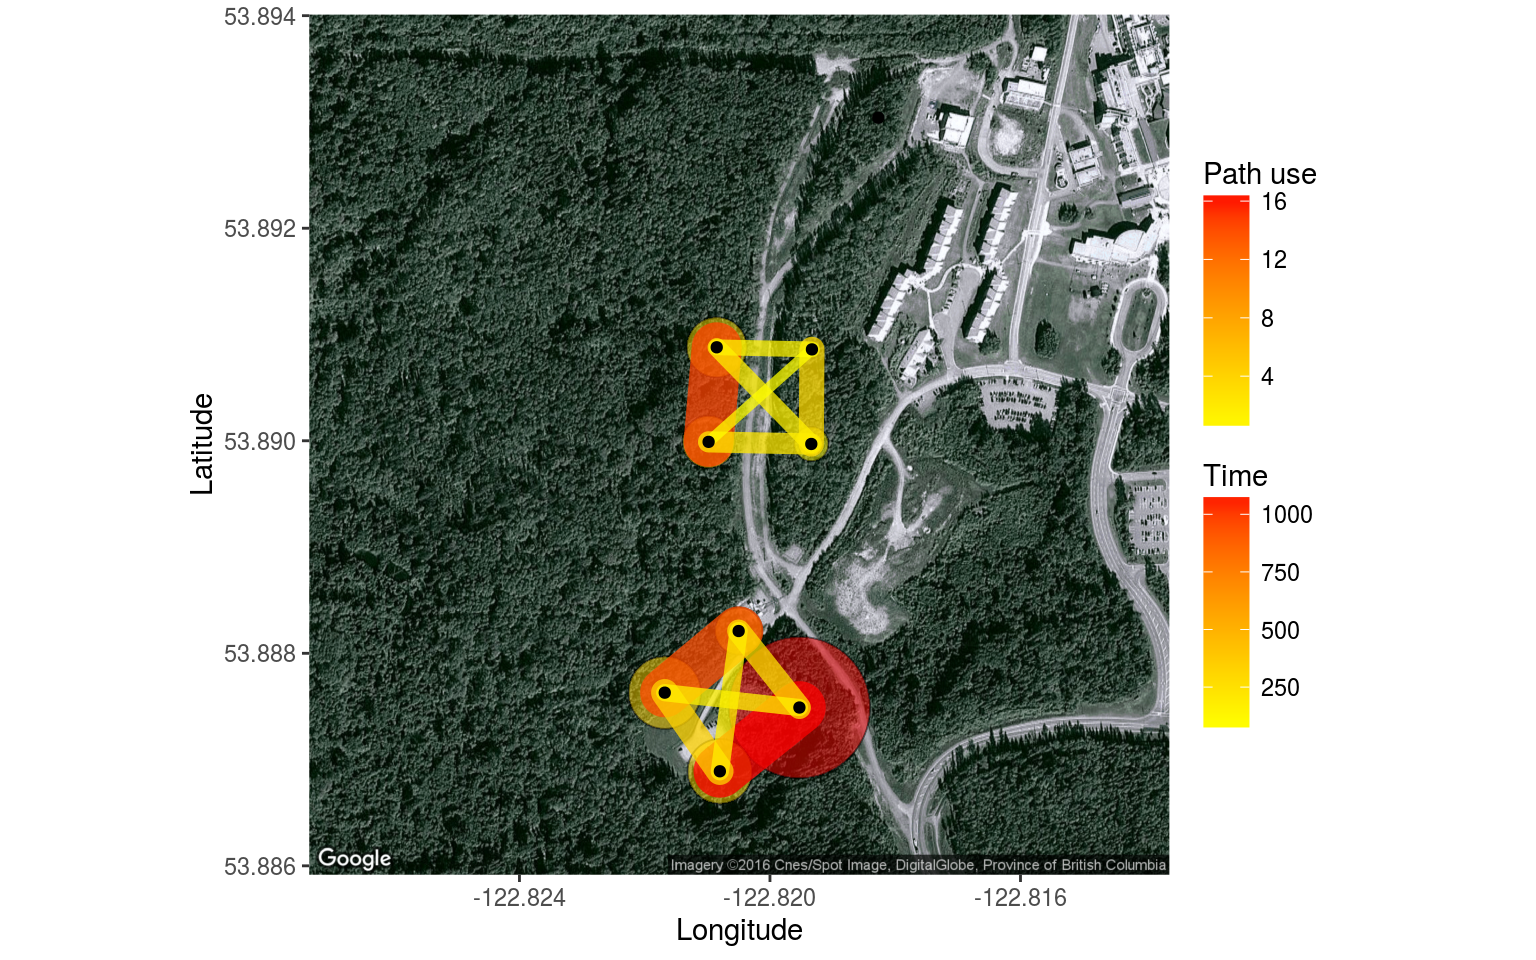 53.894
53.892
53.890
53.888
53.886
Latitude
-122.824
-122.820
-122.816
Longitude
Google
Imagery ©2016 Cnes/Spot Image, DigitalGlobe, Province of British Columbia
Path use
16
12
8
4
Time
1000
750
500
250